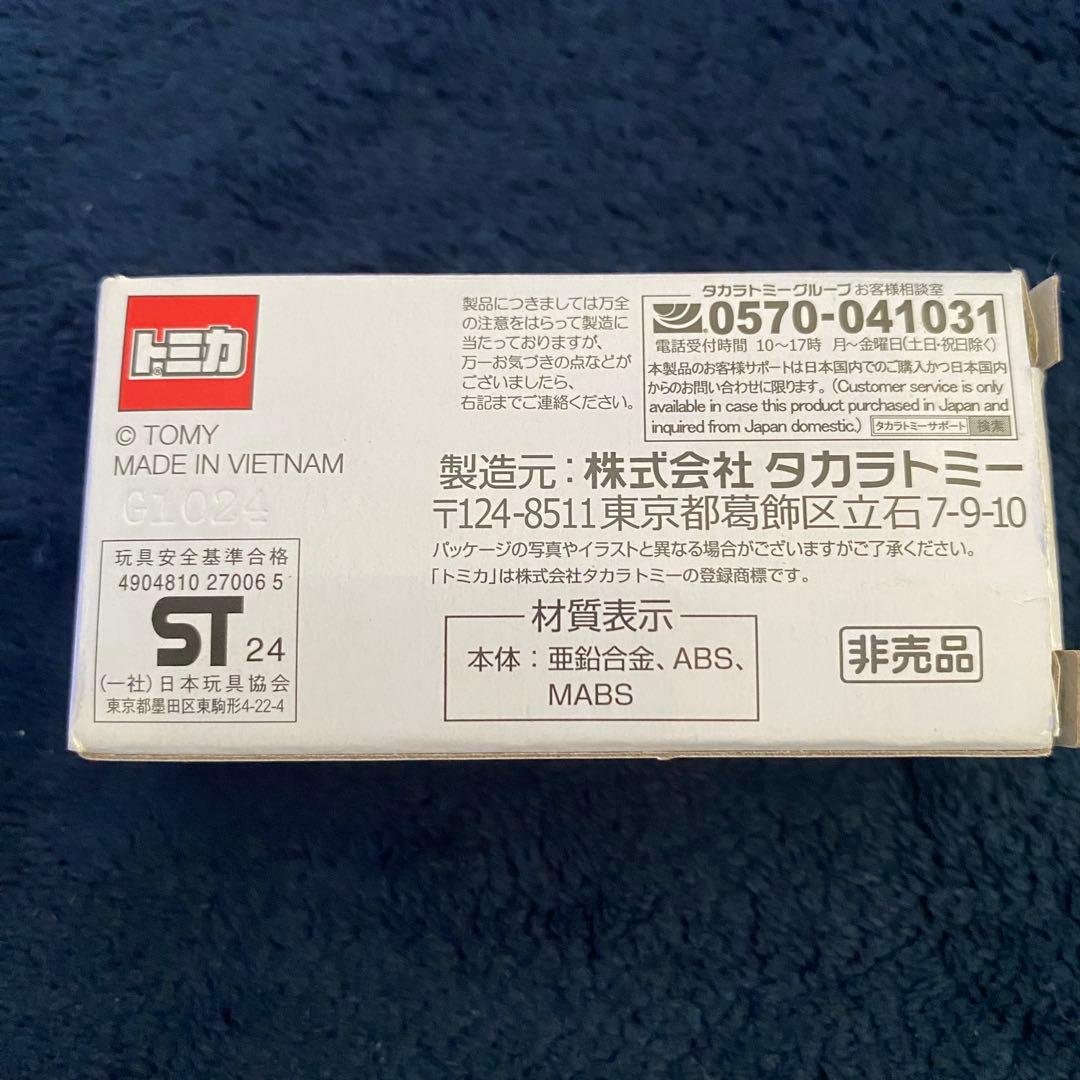 トミカ®
© TOMY
MADE IN VIETNAM
G1024
玩具安全基準合格
4904810 27006 5
ST 24
(一社)日本玩具協会
東京都墨田区東駒形4-22-4
製品につきましては万全
の注意をはらって製造に
当たっておりますが、
万一お気づきの点などが
ございましたら、
右記までご連絡ください。
タカラトミーグループ お客様相談室
0570-041031
電話受付時間 10〜17時 月〜金曜日(土日・祝日除く)
本製品のお客様サポートは日本国内でのご購入かつ日本国内
からのお問い合わせに限ります。(Customer service is only
available in case this product purchased in Japan and
inquired from Japan domestic.) タカラトミーサポート 検索
製造元:株式会社 タカラトミー
〒124-8511 東京都葛飾区立石 7-9-10
パッケージの写真やイラストと異なる場合がございますがご了承ください。
「トミカ」は株式会社タカラトミーの登録商標です。
材質表示
本体:亜鉛合金、ABS、
MABS
非売品